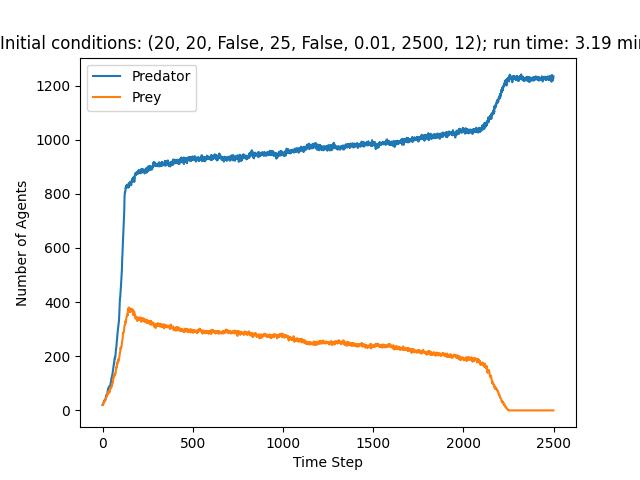 Initial conditions: (20, 20, False, 25, False, 0.01, 2500, 12); run time: 3.19
Predator
Prey
Number of Agents
1200
1000
800
600
400
200
0
0 500 1000 1500 2000 2500
Time Step